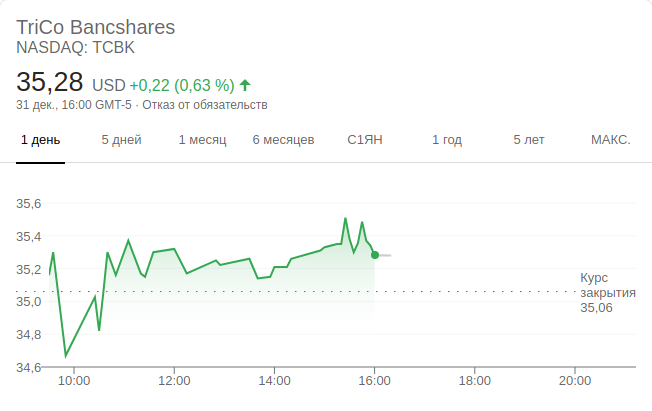 TriCo Bancshares
NASDAQ: TCBK
35,28 USD +0,22 (0,63 %)
31 дек., 16:00 GMT-5 · Отказ от обязательств
1 день 5 дней 1 месяц 6 месяцев С1ЯН 1 год 5 лет МАКС.
35,6
35,4
35,2
35,0
34,8
34,6
Курс
закрытия
35,06
10:00 12:00 14:00 16:00 18:00 20:00